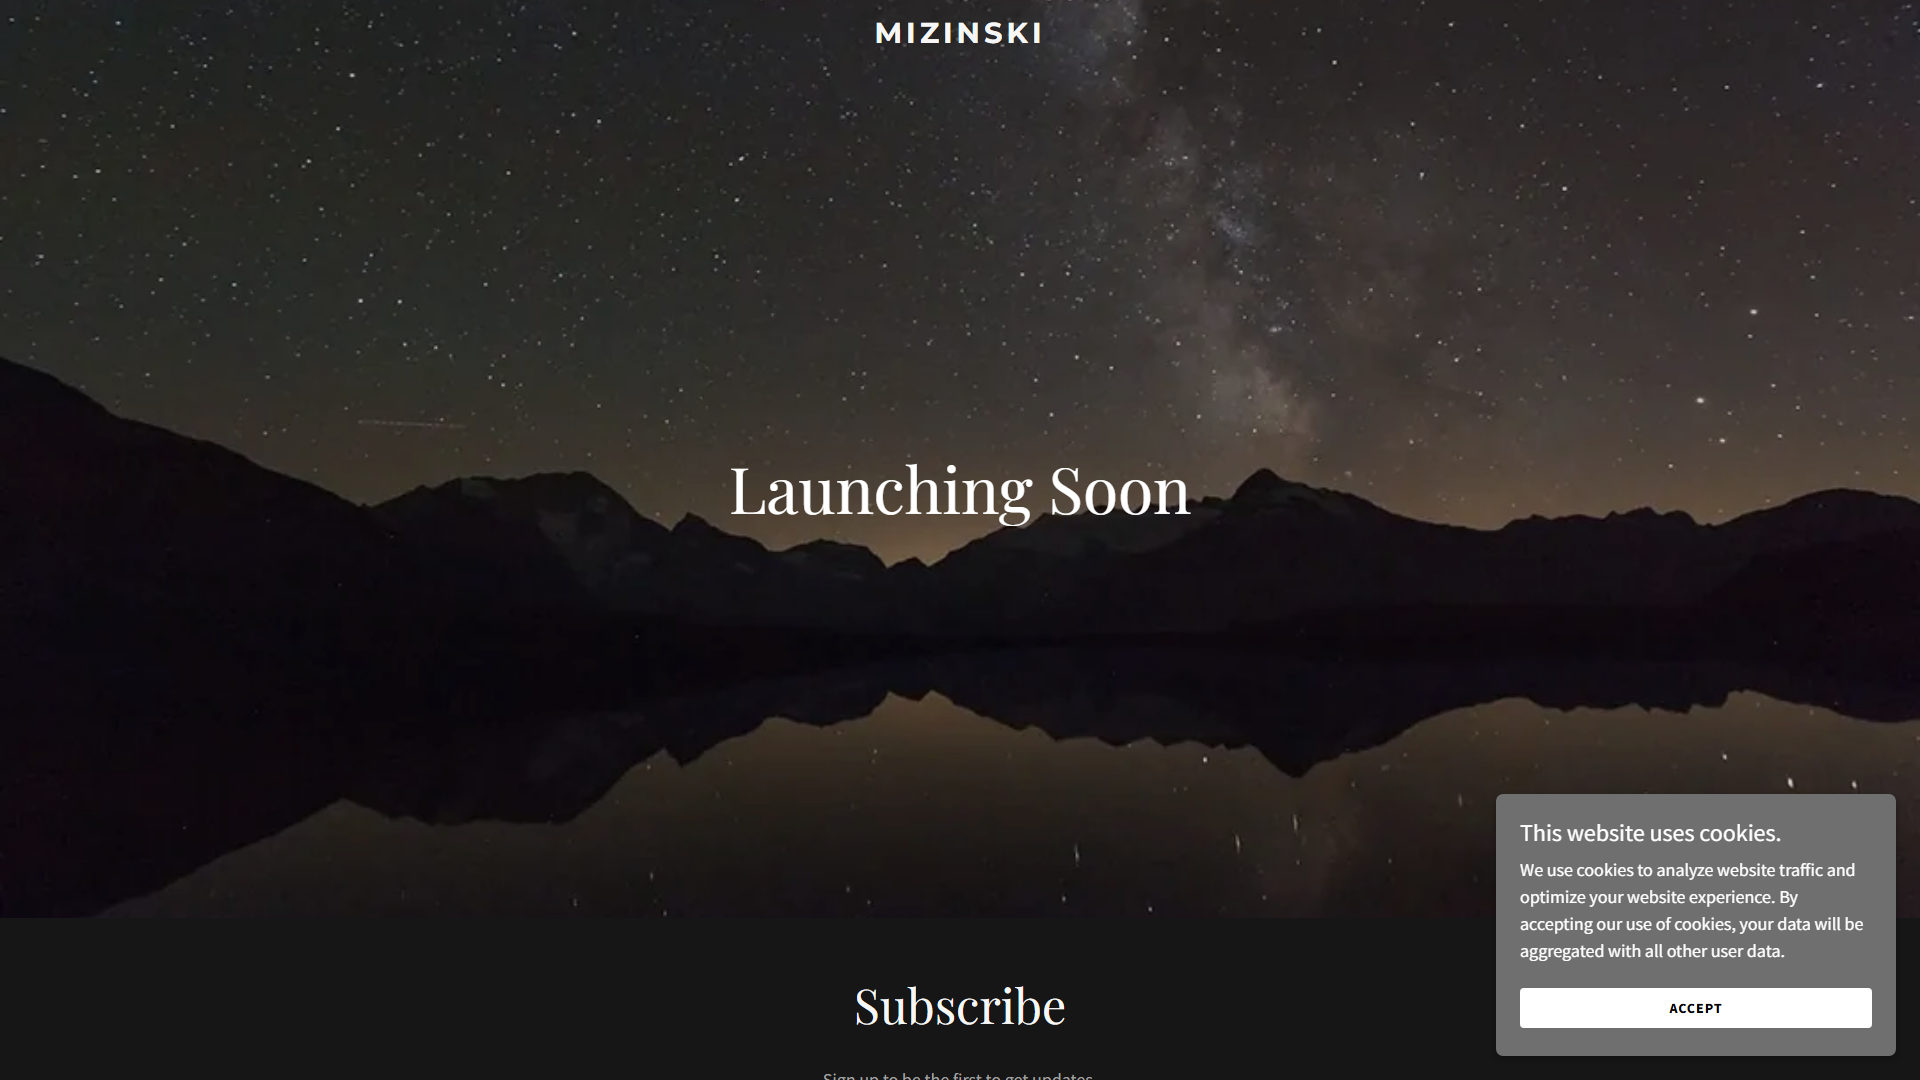 MIZINSKI
Launching Soon
This website uses cookies.
We use cookies to analyze website traffic and
optimize your website experience. By
accepting our use of cookies, your data will be
aggregated with all other user data.
ACCEPT
Subscribe
Sign up to be the first to get updates.